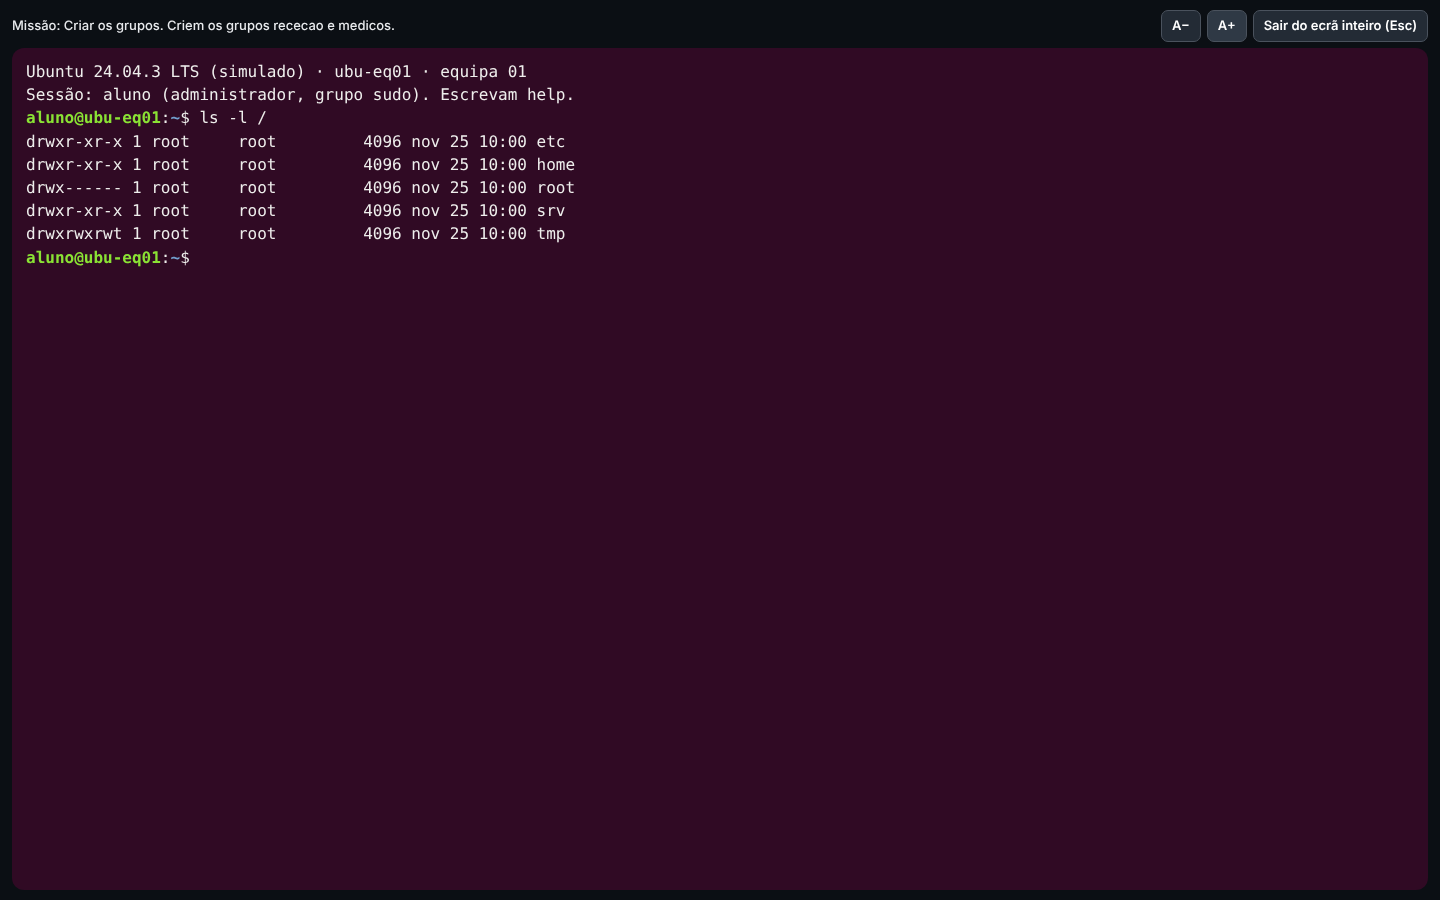 Missão: Criar os grupos. Criem os grupos rececao e medicos.
A−
A+
Sair do ecrã inteiro (Esc)
Ubuntu 24.04.3 LTS (simulado) · ubu-eq01 · equipa 01
Sessão: aluno (administrador, grupo sudo). Escrevam help.
aluno@ubu-eq01:~$ ls -l /
drwxr-xr-x 1 root     root         4096 nov 25 10:00 etc
drwxr-xr-x 1 root     root         4096 nov 25 10:00 home
drwx------ 1 root     root         4096 nov 25 10:00 root
drwxr-xr-x 1 root     root         4096 nov 25 10:00 srv
drwxrwxrwt 1 root     root         4096 nov 25 10:00 tmp
aluno@ubu-eq01:~$